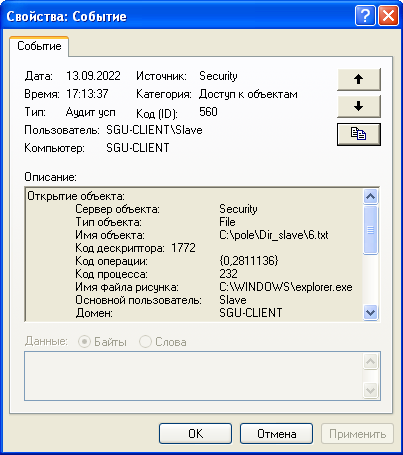 Свойства: Событие
Событие
Дата: 13.09.2022 Источник: Security
Время: 17:13:37 Категория: Доступ к объектам
Тип: Аудит усп Код (ID): 560
Пользователь: SGU-CLIENT\Slave
Компьютер: SGU-CLIENT
Описание:
Открытие объекта:
Сервер объекта: Security
Тип объекта: File
Имя объекта: C:\pole\Dir_slave\6.txt
Код дескриптора: 1772
Код операции: {0,2811136}
Код процесса: 232
Имя файла рисунка: C:\WINDOWS\explorer.exe
Основной пользователь: Slave
Домен: SGU-CLIENT
Данные: Байты Слова
OK Отмена Применить